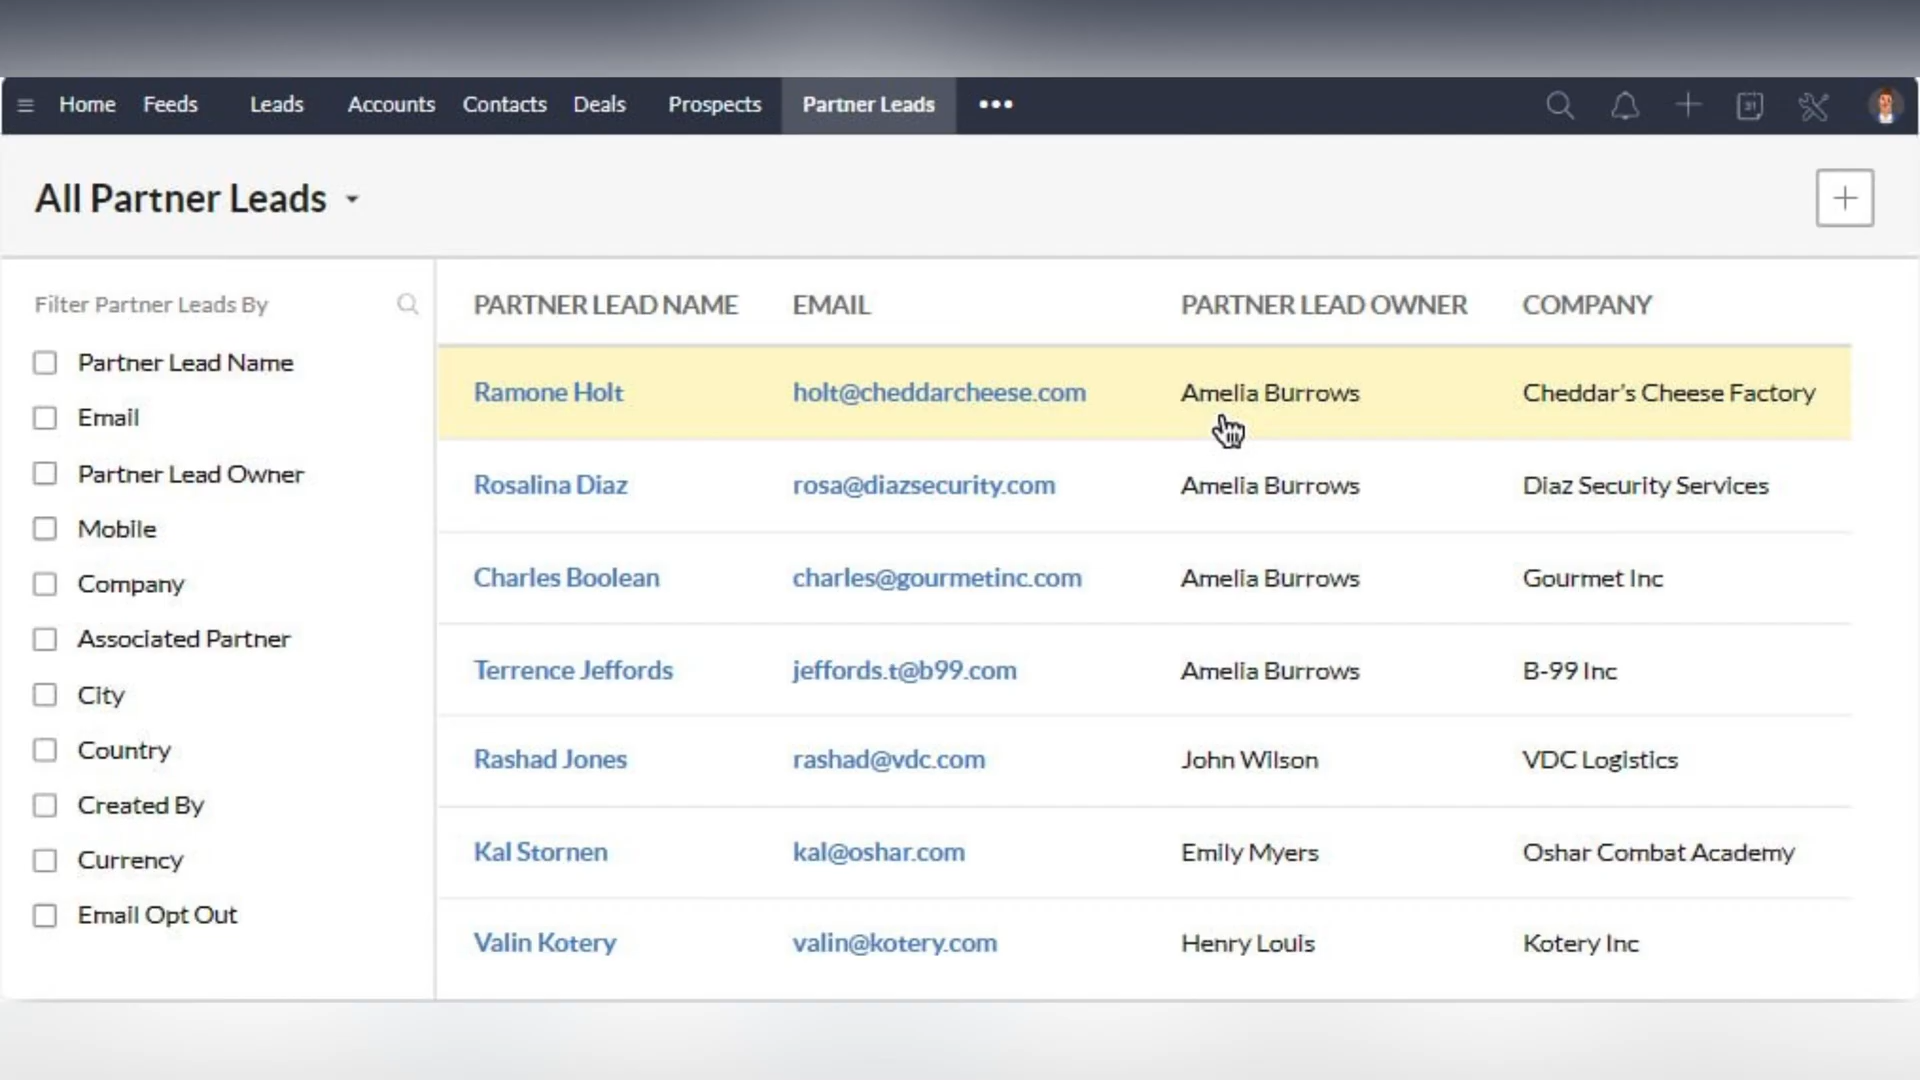 Home Feeds Leads Accounts Contacts Deals Prospects Partner Leads ••• 31
All Partner Leads
Filter Partner Leads By
Partner Lead Name
Email
Partner Lead Owner
Mobile
Company
Associated Partner
City
Country
Created By
Currency
Email Opt Out
PARTNER LEAD NAME EMAIL PARTNER LEAD OWNER COMPANY
Ramone Holt holt@cheddarcheese.com Amelia Burrows Cheddar's Cheese Factory
Rosalina Diaz rosa@diazsecurity.com Amelia Burrows Diaz Security Services
Charles Boolean charles@gourmetinc.com Amelia Burrows Gourmet Inc
Terrence Jeffords jeffords.t@b99.com Amelia Burrows B-99 Inc
Rashad Jones rashad@vdc.com John Wilson VDC Logistics
Kal Stornen kal@oshar.com Emily Myers Oshar Combat Academy
Valin Kotery valin@kotery.com Henry Louis Kotery Inc